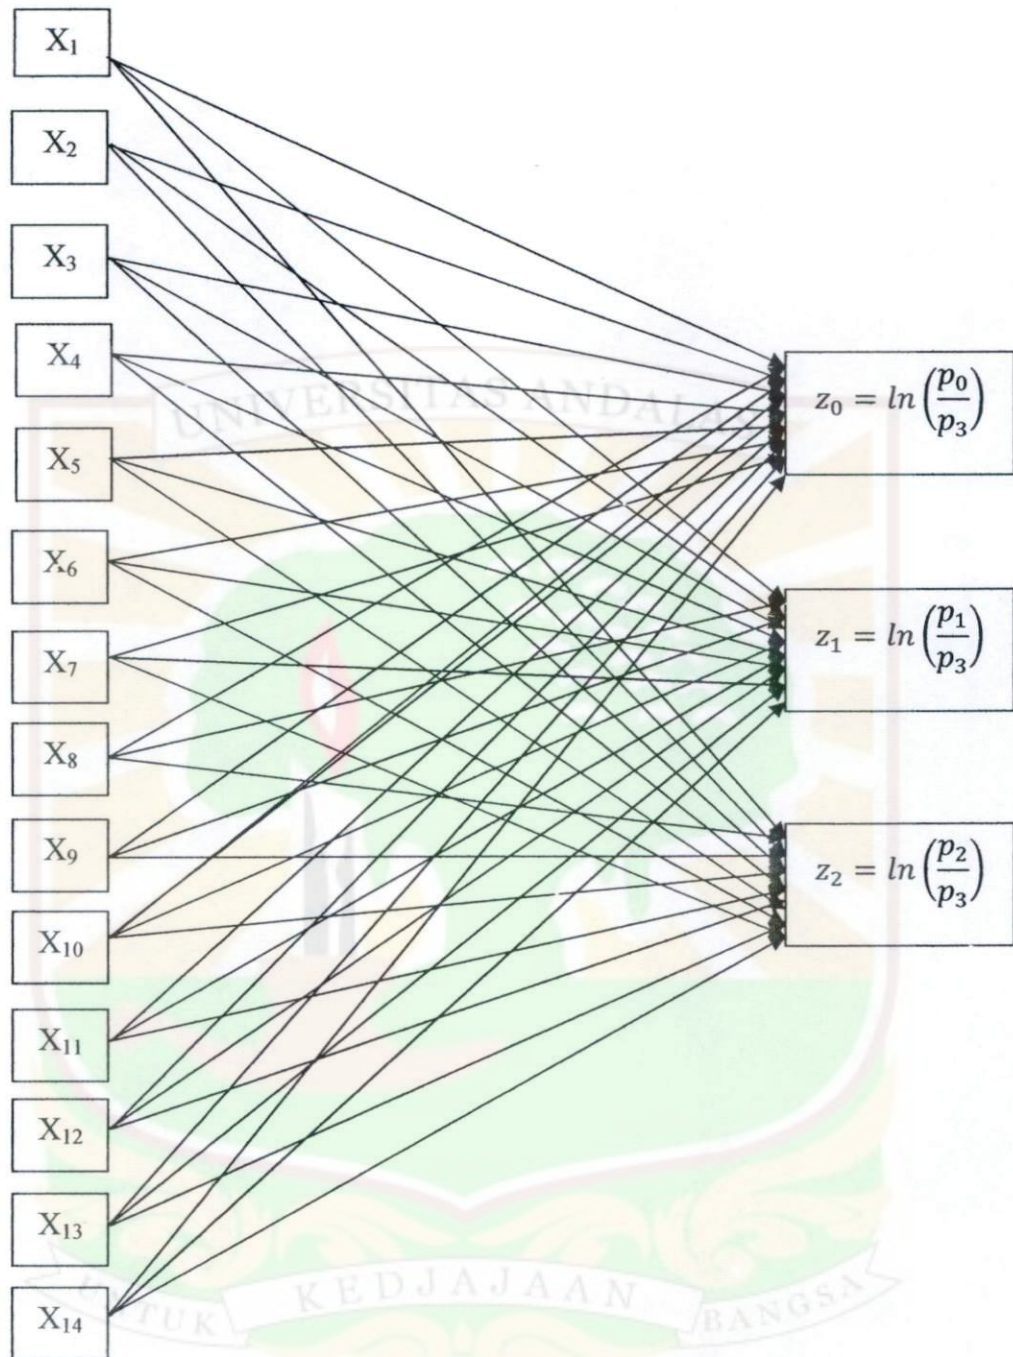 X₁
X₂
X₃
X₄
X₅
X₆
X₇
X₈
X₉
X₁₀
X₁₁
X₁₂
X₁₃
X₁₄
z₀ = ln(p₀/p₃)
z₁ = ln(p₁/p₃)
z₂ = ln(p₂/p₃)
UNIVERSITAS
UNTUK KEDJAJAAN BANGSA